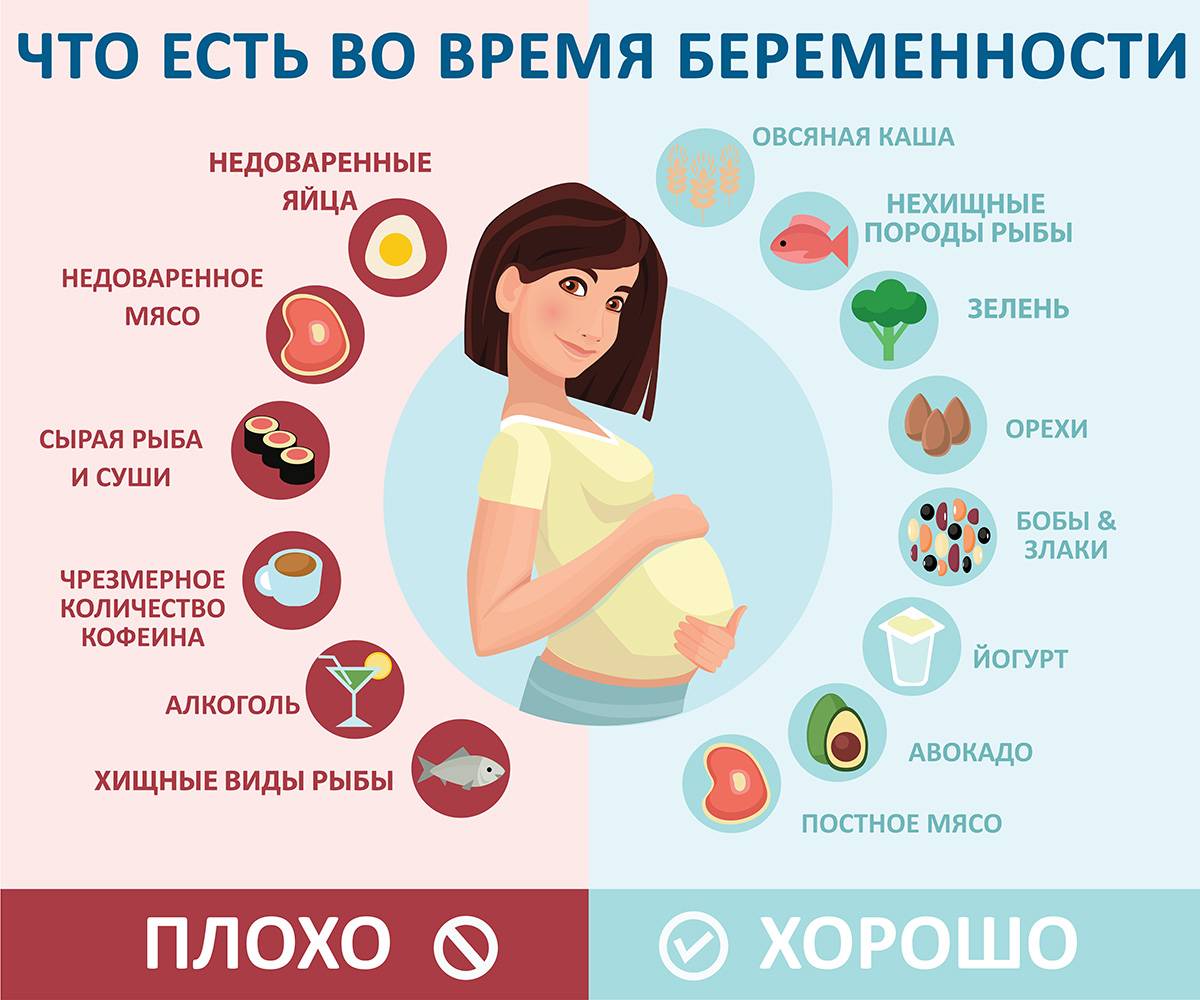 ЧТО ЕСТЬ ВО ВРЕМЯ БЕРЕМЕННОСТИ
НЕДОВАРЕННЫЕ
ЯЙЦА
НЕДОВАРЕННОЕ
МЯСО
СЫРАЯ РЫБА
И СУШИ
ЧРЕЗМЕРНОЕ
КОЛИЧЕСТВО
КОФЕИНА
АЛКОГОЛЬ
ХИЩНЫЕ ВИДЫ РЫБЫ
ПЛОХО
ОВСЯНАЯ КАША
НЕХИЩНЫЕ
ПОРОДЫ РЫБЫ
ЗЕЛЕНЬ
ОРЕХИ
БОБЫ &
ЗЛАКИ
ЙОГУРТ
АВОКАДО
ПОСТНОЕ МЯСО
ХОРОШО